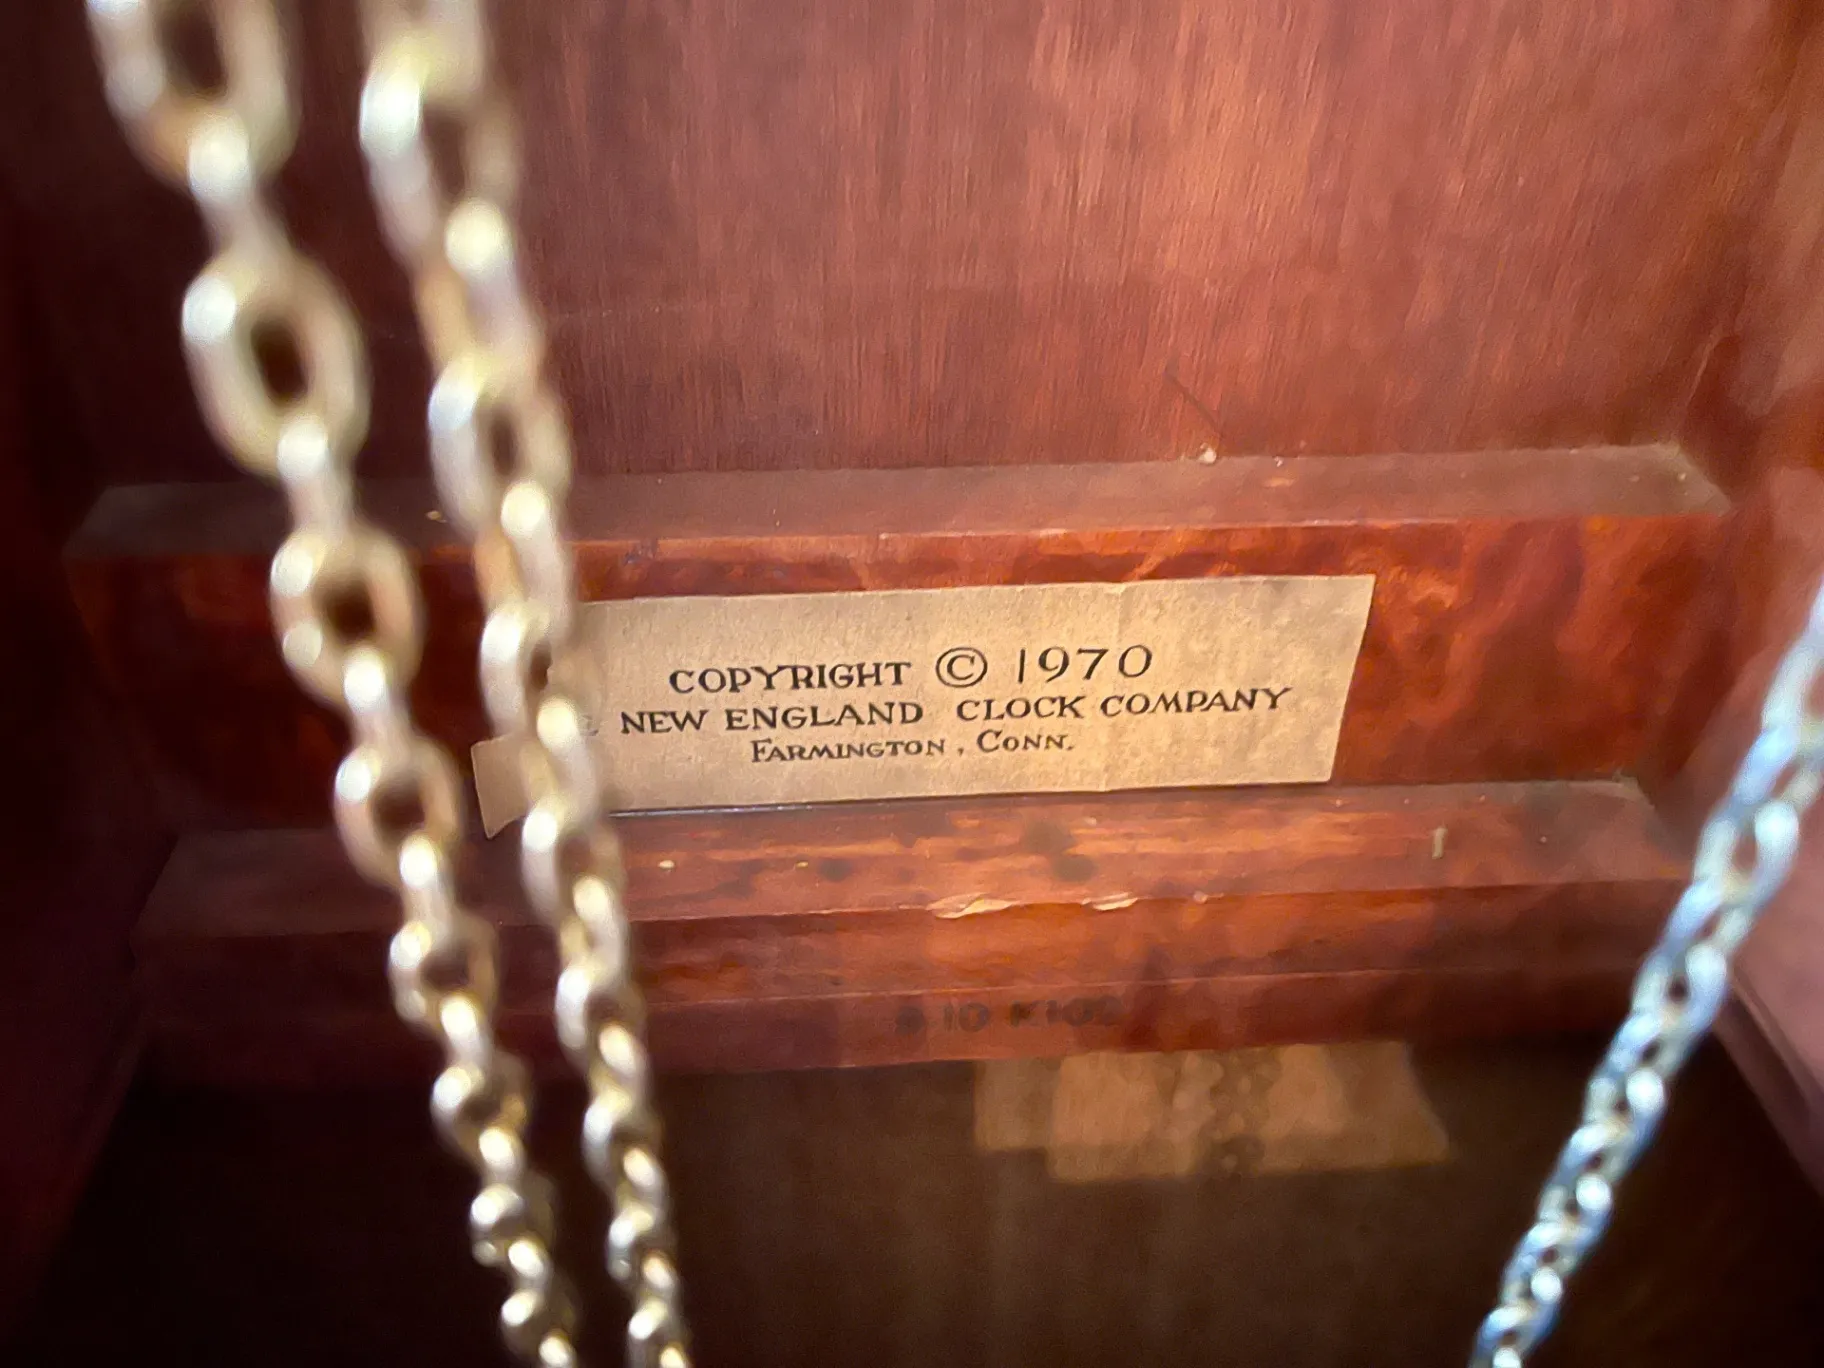 COPYRIGHT © 1970
NEW ENGLAND CLOCK COMPANY
FARMINGTON, CONN.